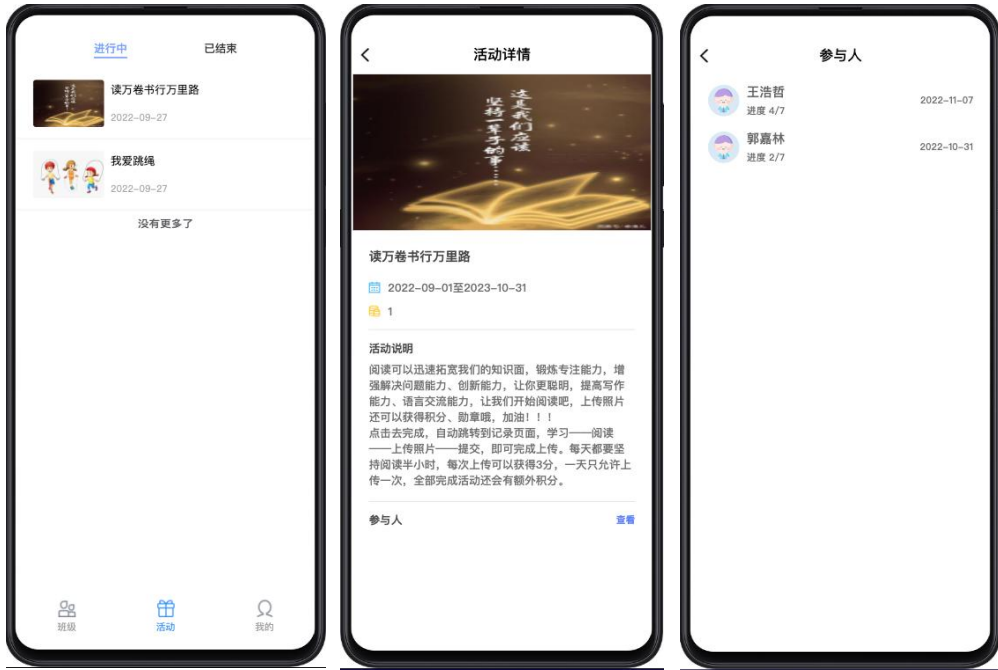 进行中
已结束
读万卷书行万里路
2022-09-27
我爱跳绳
2022-09-27
没有更多了
班级
活动
我的
活动详情
这是我们应该
坚持一辈子的事
读万卷书行万里路
2022-09-01至2023-10-31
1
活动说明
阅读可以迅速拓宽我们的知识面，锻炼专注能力，增
强解决问题能力、创新能力，让你更聪明，提高写作
能力、语言交流能力，让我们开始阅读吧，上传照片
还可以获得积分、勋章哦，加油！！！
点击去完成，自动跳转到记录页面，学习——阅读
——上传照片——提交，即可完成上传。每天都要坚
持阅读半小时，每次上传可以获得3分，一天只允许上
传一次，全部完成活动还会有额外积分。
参与人
查看
参与人
王浩哲
进度 4/7
2022-11-07
郭嘉林
进度 2/7
2022-10-31